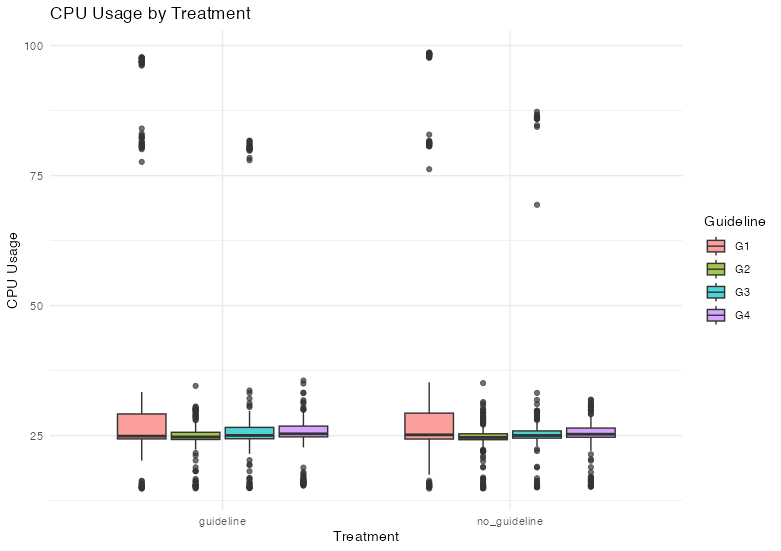 CPU Usage by Treatment
100
75
50
25
CPU Usage
guideline
no_guideline
Treatment
Guideline
G1
G2
G3
G4